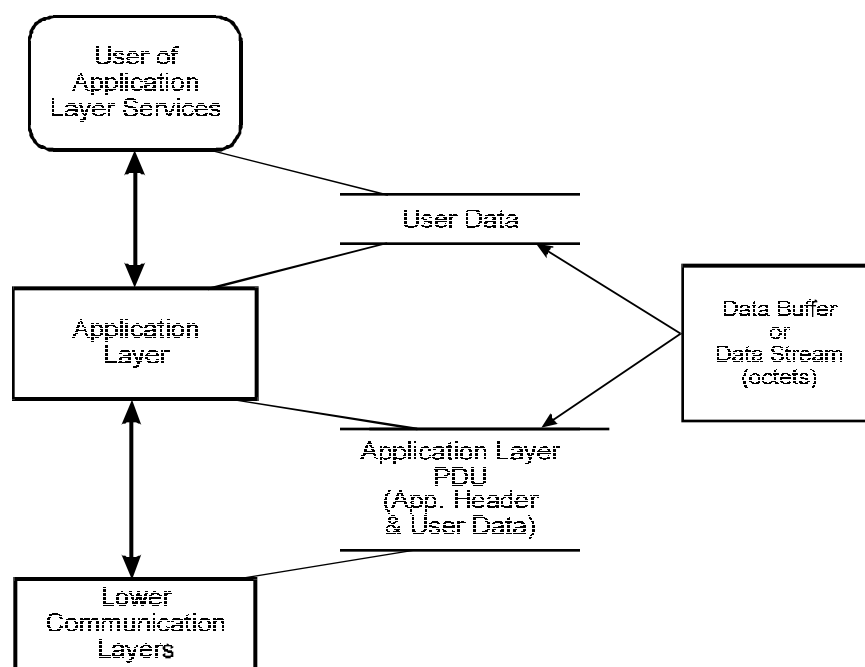 User of
Application
Layer Services
User Data
Application
Layer
Data Buffer
or
Data Stream
(octets)
Application Layer
PDU
(App. Header
& User Data)
Lower
Communication
Layers